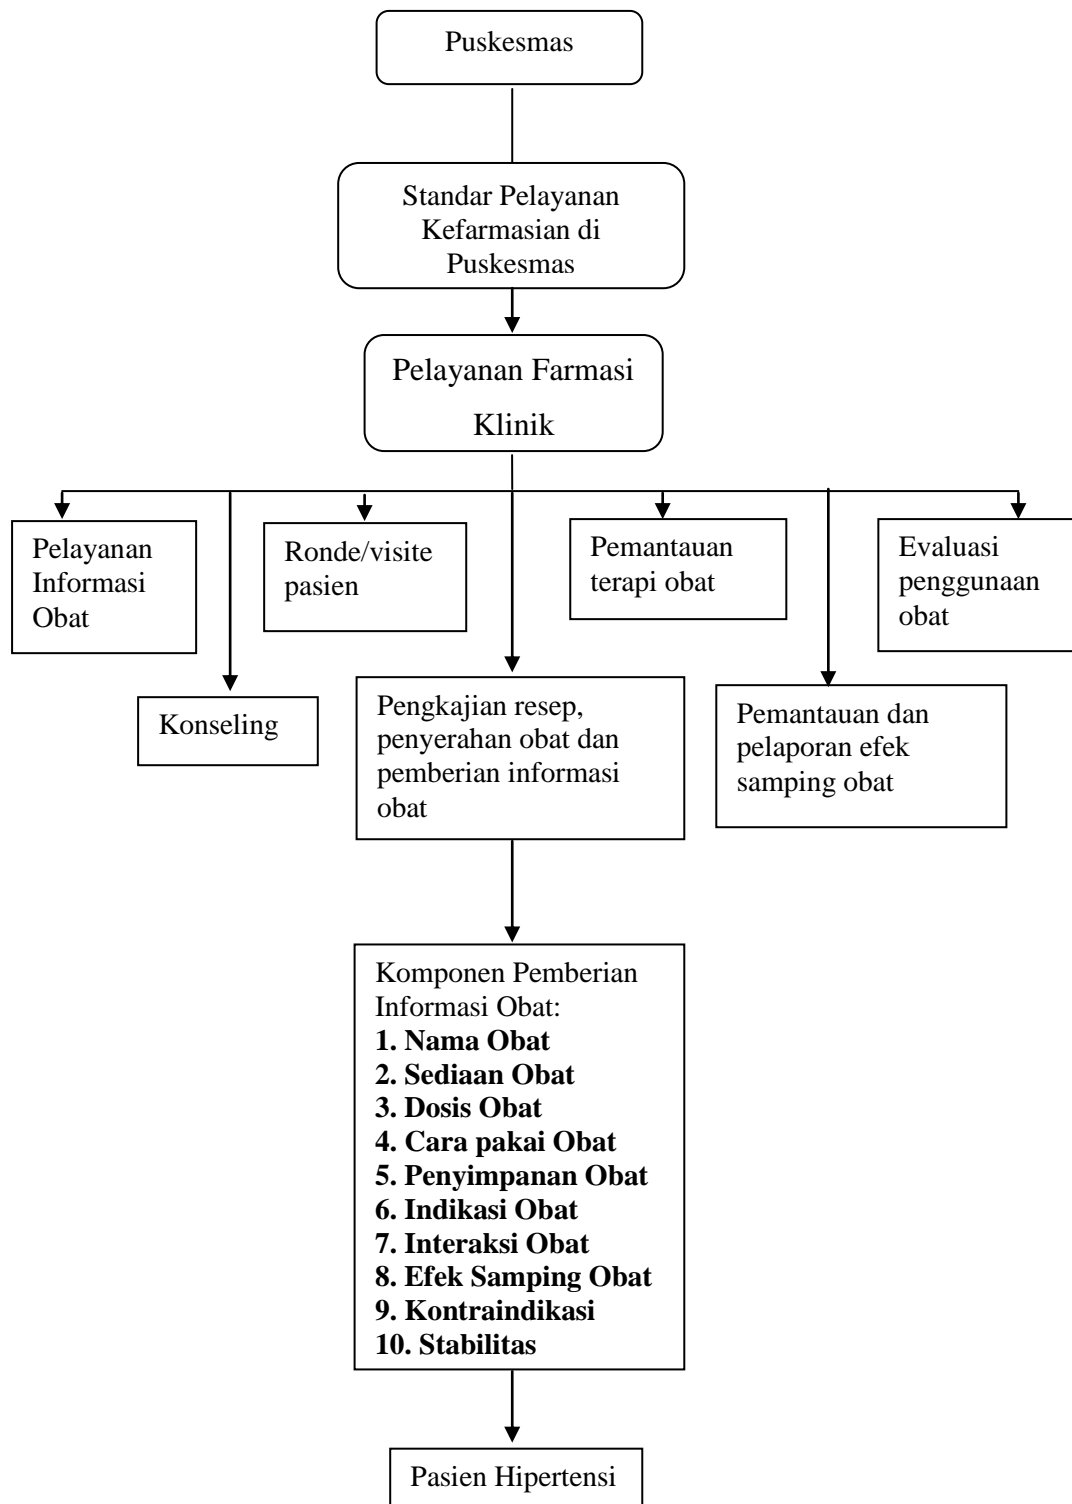 Puskesmas
Standar Pelayanan
Kefarmasian di
Puskesmas
Pelayanan Farmasi
Klinik
Pelayanan
Informasi
Obat
Ronde/visite
pasien
Pemantauan
terapi obat
Evaluasi
penggunaan
obat
Konseling
Pengkajian resep,
penyerahan obat dan
pemberian informasi
obat
Pemantauan dan
pelaporan efek
samping obat
Komponen Pemberian
Informasi Obat:
1. Nama Obat
2. Sediaan Obat
3. Dosis Obat
4. Cara pakai Obat
5. Penyimpanan Obat
6. Indikasi Obat
7. Interaksi Obat
8. Efek Samping Obat
9. Kontraindikasi
10. Stabilitas
Pasien Hipertensi